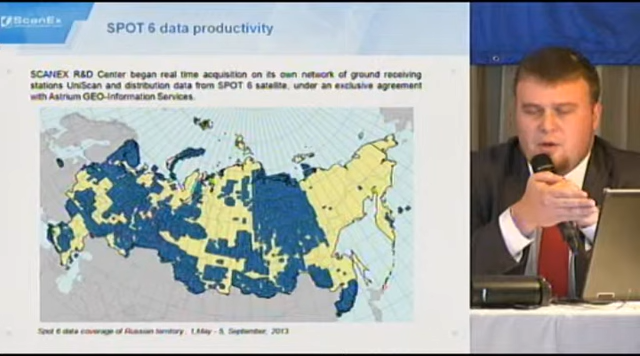 ScanEx
SPOT 6 data productivity
SCANEX R&D Center began real time acquisition on its own network of ground receiving
stations UniScan and distribution data from SPOT 6 satellite, under an exclusive agreement
with Astrium GEO-Information Services.
Spot 6 data coverage of Russian territory , 1,May - 5, September, 2013